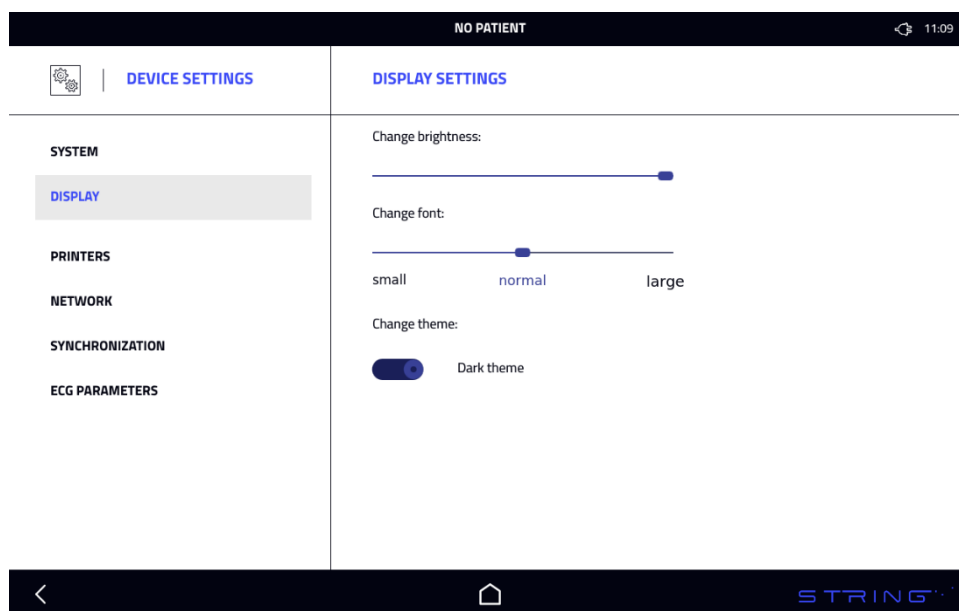 NO PATIENT
11:09
DEVICE SETTINGS
DISPLAY SETTINGS
SYSTEM
DISPLAY
PRINTERS
NETWORK
SYNCHRONIZATION
ECG PARAMETERS
Change brightness:
Change font:
small normal large
Change theme:
Dark theme
STRING